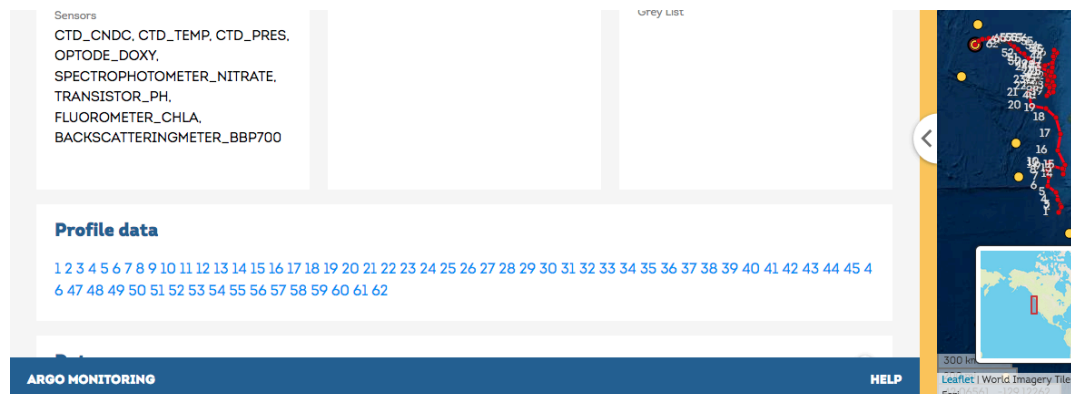 Sensors
CTD_CNDC, CTD_TEMP, CTD_PRES,
OPTODE_DOXY,
SPECTROPHOTOMETER_NITRATE,
TRANSISTOR_PH,
FLUOROMETER_CHLA,
BACKSCATTERINGMETER_BBP700
Grey List
Profile data
1 2 3 4 5 6 7 8 9 10 11 12 13 14 15 16 17 18 19 20 21 22 23 24 25 26 27 28 29 30 31 32 33 34 35 36 37 38 39 40 41 42 43 44 45 4
6 47 48 49 50 51 52 53 54 55 56 57 58 59 60 61 62
ARGO MONITORING
HELP
62
52
21
20 19
18
17
16
7
6
5
1
300 km
Leaflet | World Imagery Tile